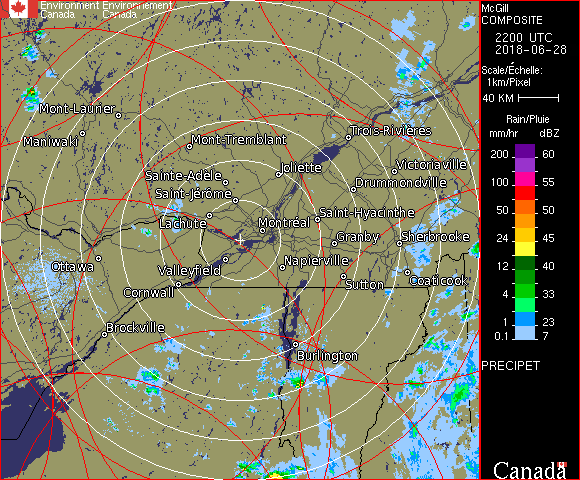 Environment Environnement
Canada Canada
McGill
COMPOSITE
2200 UTC
2018-06-28
Scale/Échelle:
1km/Pixel
40 KM
Rain/Pluie
mm/hr dBZ
200 60
100 55
50 50
24 45
12 40
4 33
1 23
0.1 7
PRECIPET
Canada
Mont-Laurier
Maniwaki
Mont-Tremblant
Trois-Rivières
Joliette
Victoriaville
Sainte-Adèle
Drummondville
Saint-Jérôme
Saint-Hyacinthe
Lachute
Montréal
Granby
Sherbrooke
Ottawa
Valleyfield
Napierville
Cornwall
Sutton
Coaticook
Brockville
Burlington